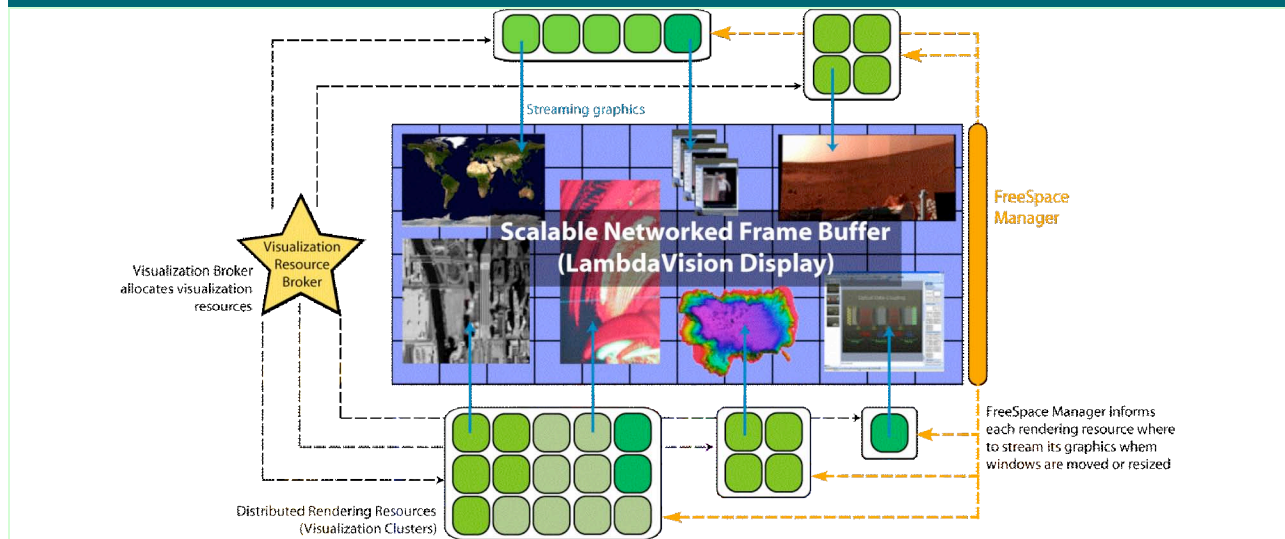 Streaming graphics
FreeSpace
Manager
Scalable Networked Frame Buffer
(LambdaVision Display)
Visualization
Resource
Broker
Visualization Broker
allocates visualization
resources
FreeSpace Manager informs
each rendering resource where
to stream its graphics whem
windows are moved or resized
Distributed Rendering Resources
(Visualization Clusters)